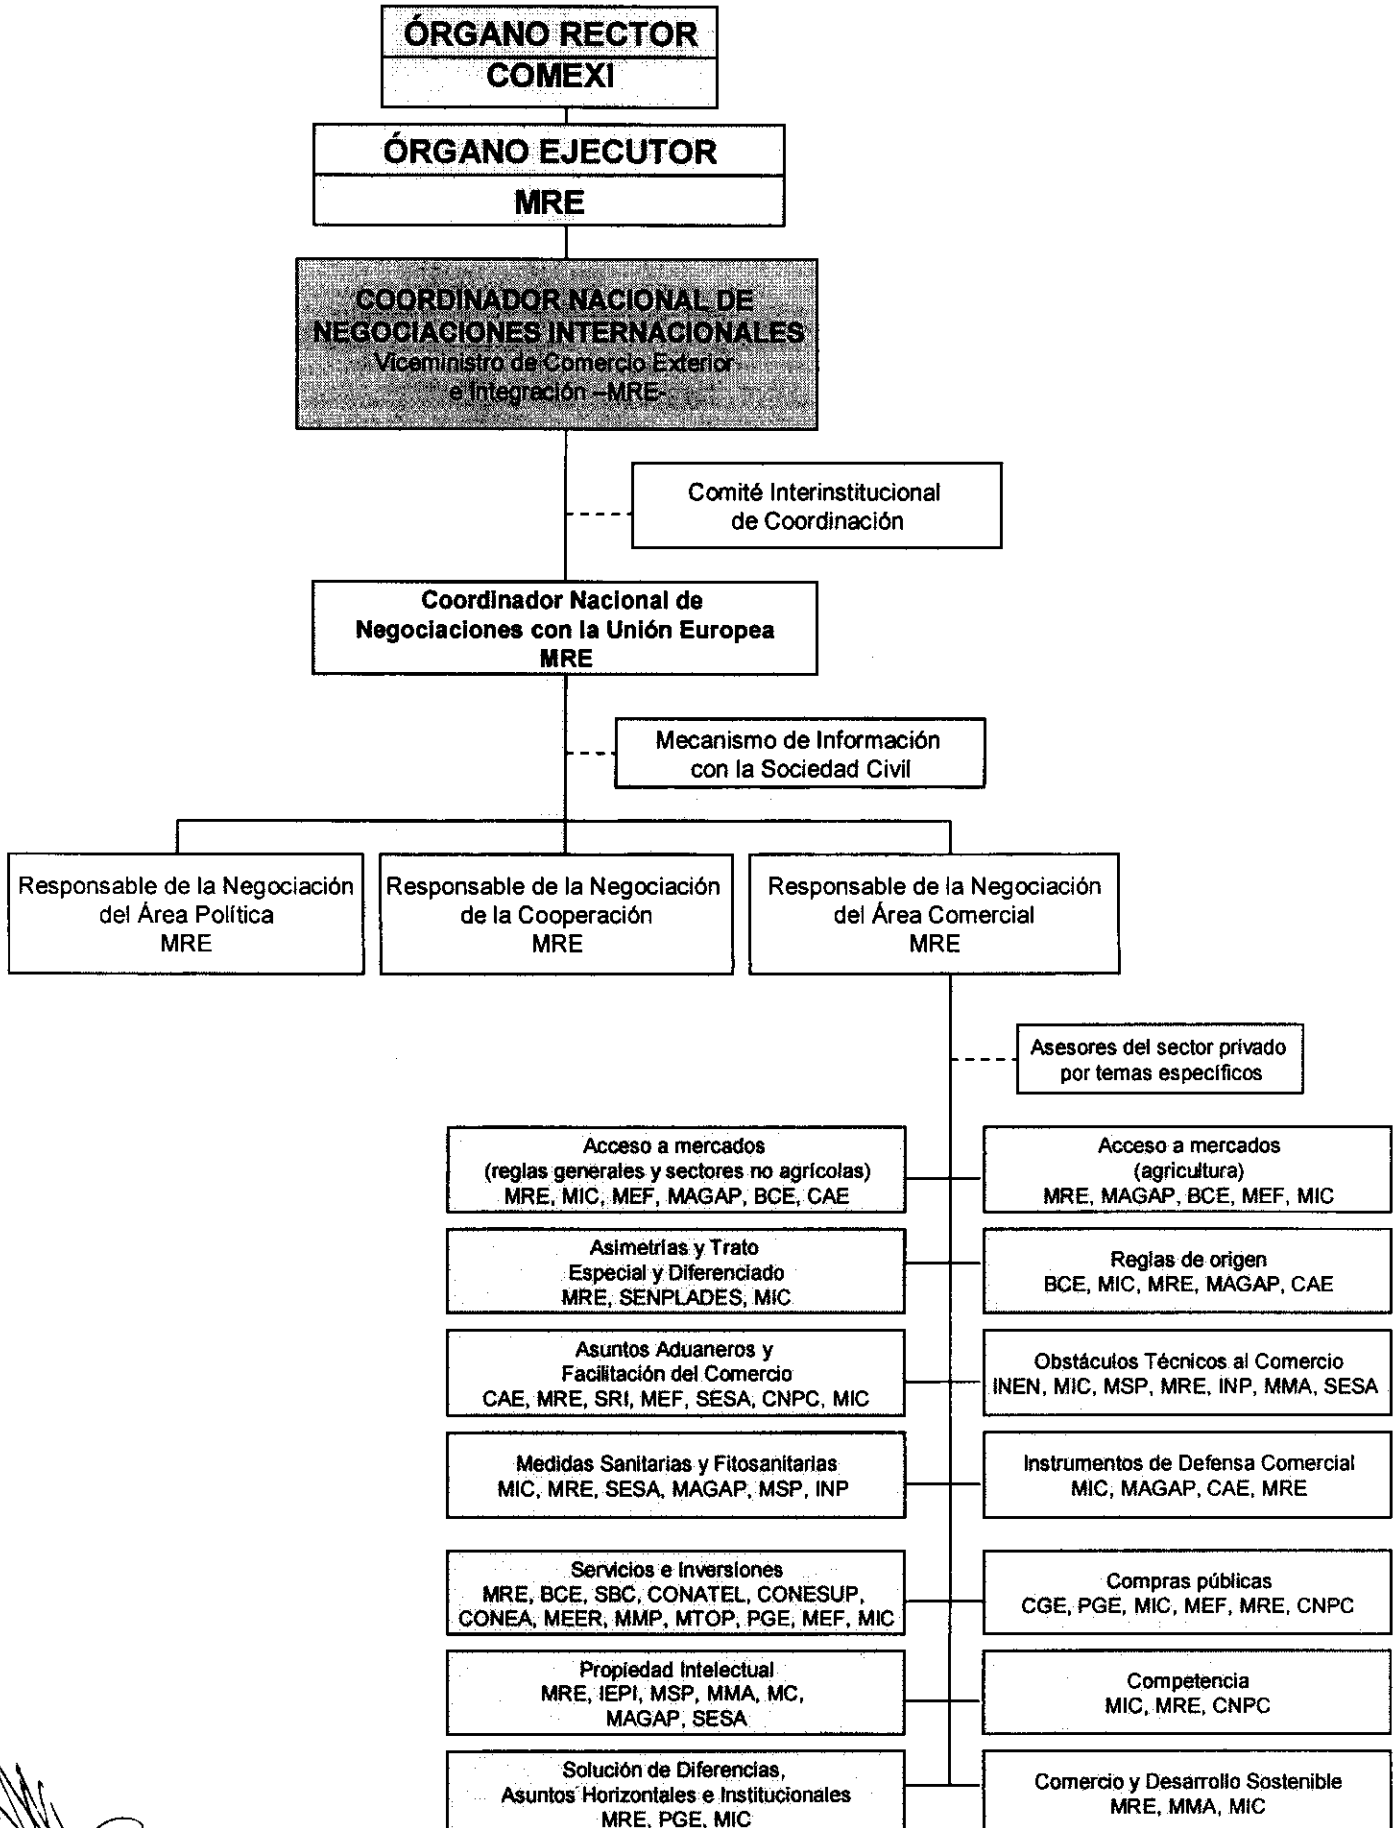 ÓRGANO RECTOR
COMEXI
ÓRGANO EJECUTOR
MRE
COORDINADOR NACIONAL DE
NEGOCIACIONES INTERNACIONALES
Viceministro de Comercio Exterior
e Integración –MRE-
Comité Interinstitucional
de Coordinación
Coordinador Nacional de
Negociaciones con la Unión Europea
MRE
Mecanismo de Información
con la Sociedad Civil
Responsable de la Negociación
del Área Política
MRE
Responsable de la Negociación
de la Cooperación
MRE
Responsable de la Negociación
del Área Comercial
MRE
Asesores del sector privado
por temas específicos
Acceso a mercados
(reglas generales y sectores no agrícolas)
MRE, MIC, MEF, MAGAP, BCE, CAE
Acceso a mercados
(agricultura)
MRE, MAGAP, BCE, MEF, MIC
Asimetrías y Trato
Especial y Diferenciado
MRE, SENPLADES, MIC
Reglas de origen
BCE, MIC, MRE, MAGAP, CAE
Asuntos Aduaneros y
Facilitación del Comercio
CAE, MRE, SRI, MEF, SESA, CNPC, MIC
Obstáculos Técnicos al Comercio
INEN, MIC, MSP, MRE, INP, MMA, SESA
Medidas Sanitarias y Fitosanitarias
MIC, MRE, SESA, MAGAP, MSP, INP
Instrumentos de Defensa Comercial
MIC, MAGAP, CAE, MRE
Servicios e Inversiones
MRE, BCE, SBC, CONATEL, CONESUP,
CONEA, MEER, MMP, MTOP, PGE, MEF, MIC
Compras públicas
CGE, PGE, MIC, MEF, MRE, CNPC
Propiedad Intelectual
MRE, IEPI, MSP, MMA, MC,
MAGAP, SESA
Competencia
MIC, MRE, CNPC
Solución de Diferencias,
Asuntos Horizontales e Institucionales
MRE, PGE, MIC
Comercio y Desarrollo Sostenible
MRE, MMA, MIC